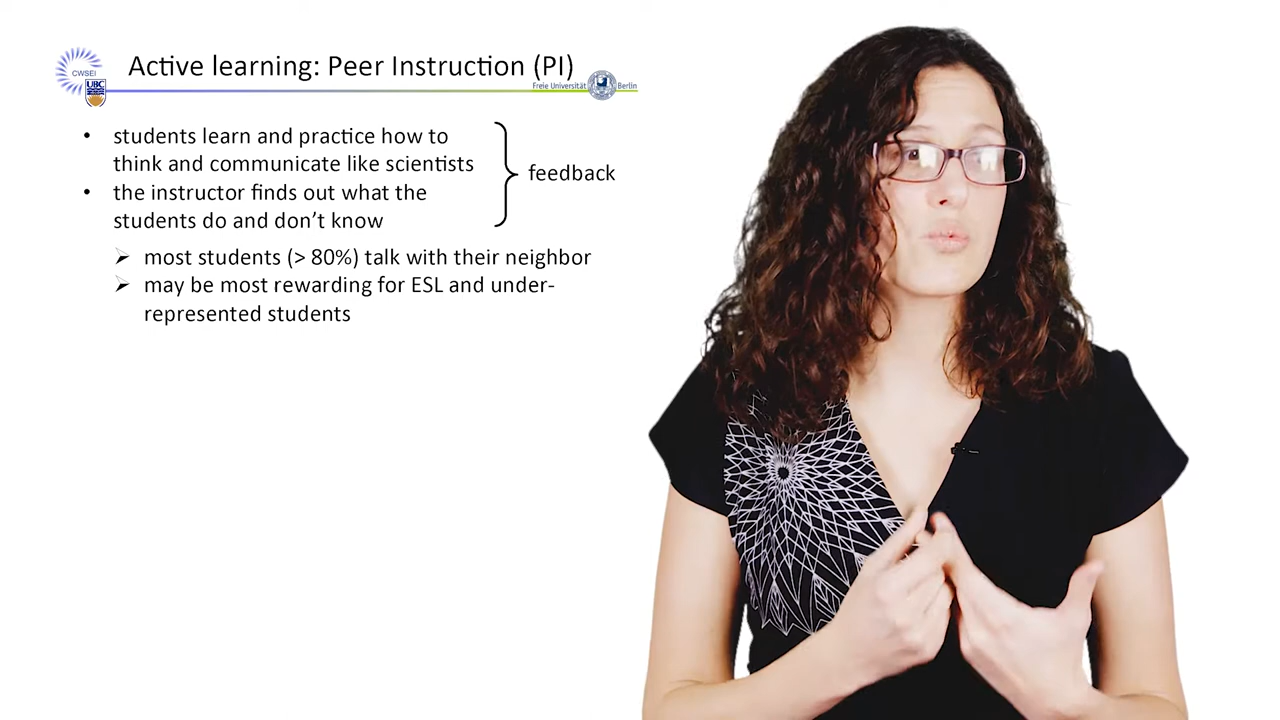 CWSEI
UBC
Active learning: Peer Instruction (PI)
Freie Universität Berlin
• students learn and practice how to
think and communicate like scientists
• the instructor finds out what the
students do and don't know
feedback
➢ most students (> 80%) talk with their neighbor
➢ may be most rewarding for ESL and under-
represented students